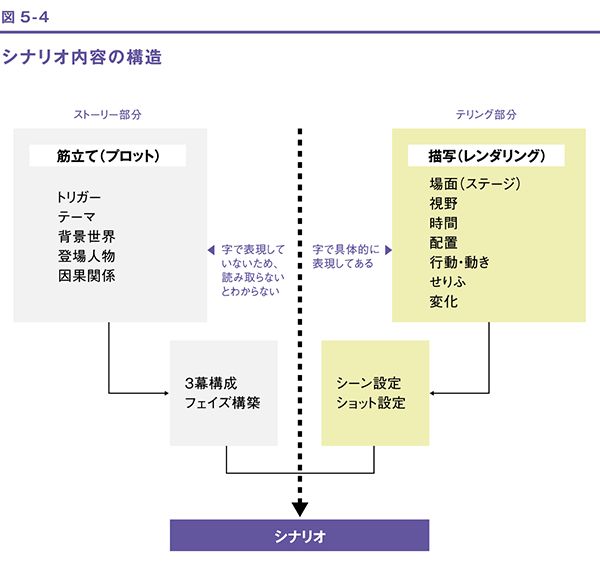 図 5-4
シナリオ内容の構造
ストーリー部分
筋立て（プロット）
トリガー
テーマ
背景世界
登場人物
因果関係
字で表現して
いないため、
読み取らない
とわからない
3幕構成
フェイズ構築
テリング部分
描写（レンダリング）
場面（ステージ）
視野
時間
配置
行動・動き
せりふ
変化
字で具体的に
表現してある
シーン設定
ショット設定
シナリオ